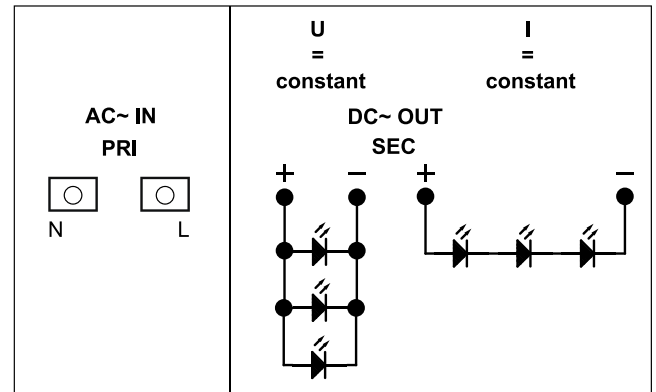 AC~ IN
PRI
N L
U
=
constant
I
=
constant
DC~ OUT
SEC
+ − + −